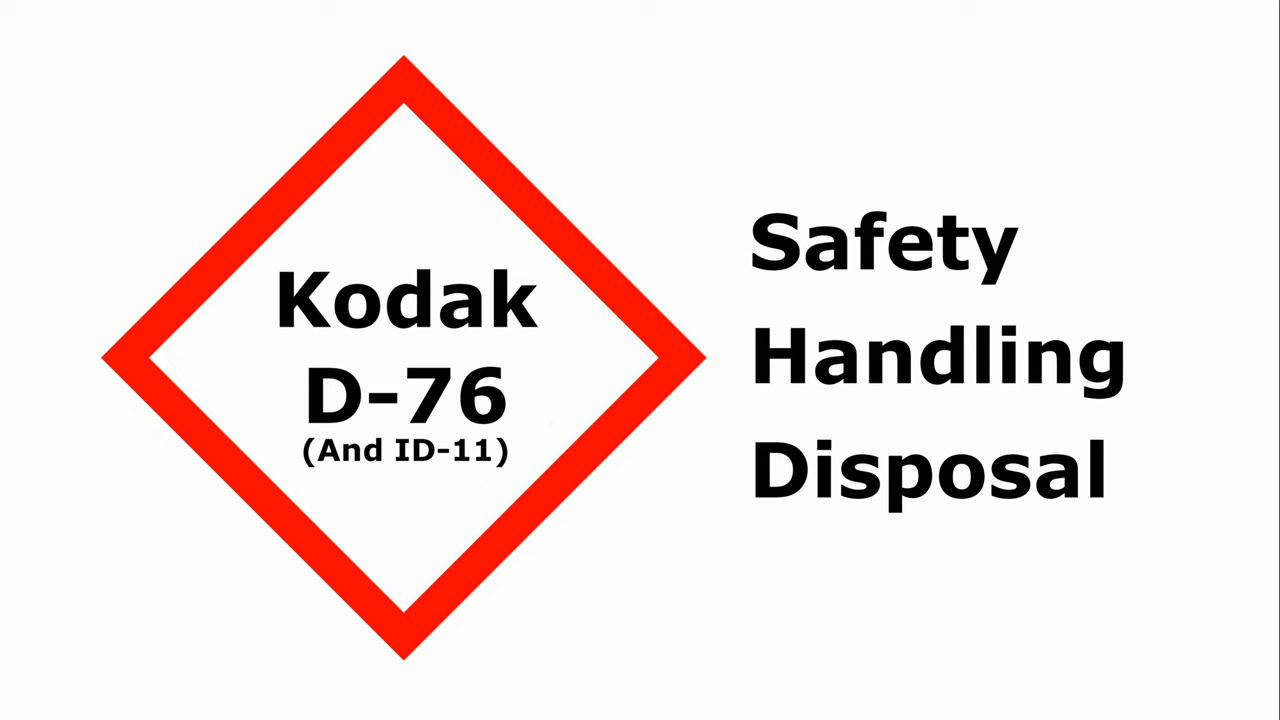 Kodak
D-76
(And ID-11)
Safety
Handling
Disposal